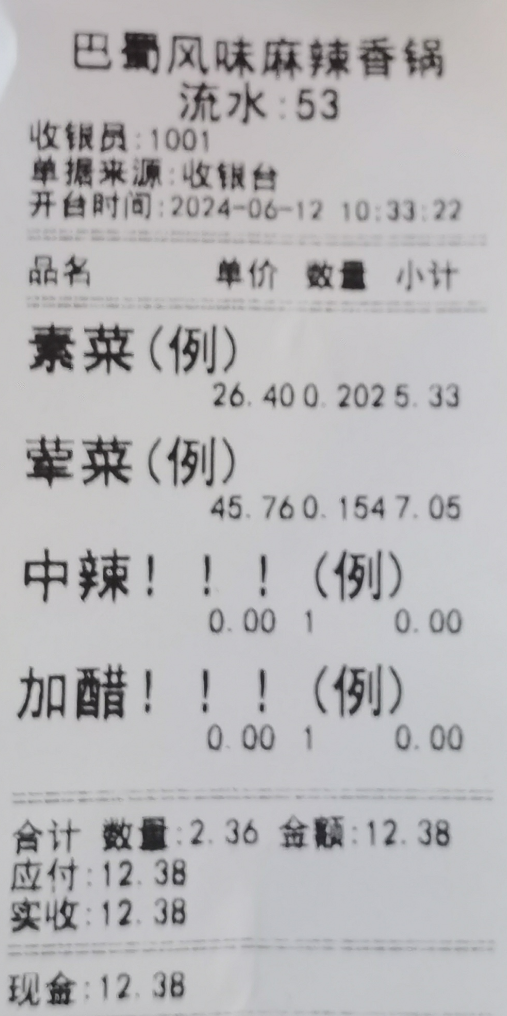 巴蜀风味麻辣香锅
流水:53
收银员:1001
单据来源:收银台
开台时间:2024-06-12 10:33:22
品名 单价 数量 小计
素菜(例)
26.40 0.202 5.33
荤菜(例)
45.76 0.154 7.05
中辣！！！(例)
0.00 1 0.00
加醋！！！(例)
0.00 1 0.00
合计 数量:2.36 金额:12.38
应付:12.38
实收:12.38
现金:12.38